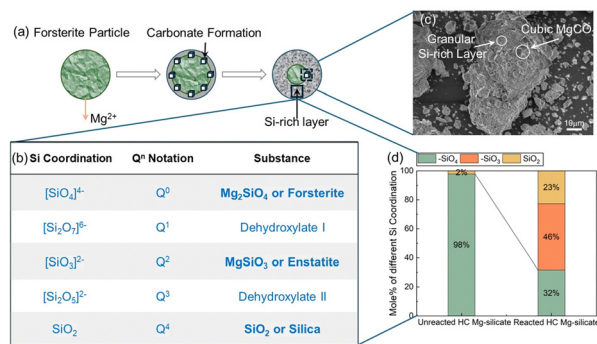 (a)
Forsterite Particle
Carbonate Formation
Mg2+
Si-rich layer
(c)
Granular
Si-rich Layer
Cubic MgCO
10μm
(b) Si Coordination Qn Notation Substance
[SiO4]4- Q0 Mg2SiO4 or Forsterite
[Si2O7]6- Q1 Dehydroxylate I
[SiO3]2- Q2 MgSiO3 or Enstatite
[Si2O5]2- Q3 Dehydroxylate II
SiO2 Q4 SiO2 or Silica
(d)
-SiO4 -SiO3 SiO2
Mole% of different Si Coordination
100
80
60
40
20
0
2%
98%
23%
46%
32%
Unreacted HC Mg-silicate Reacted HC Mg-silicate